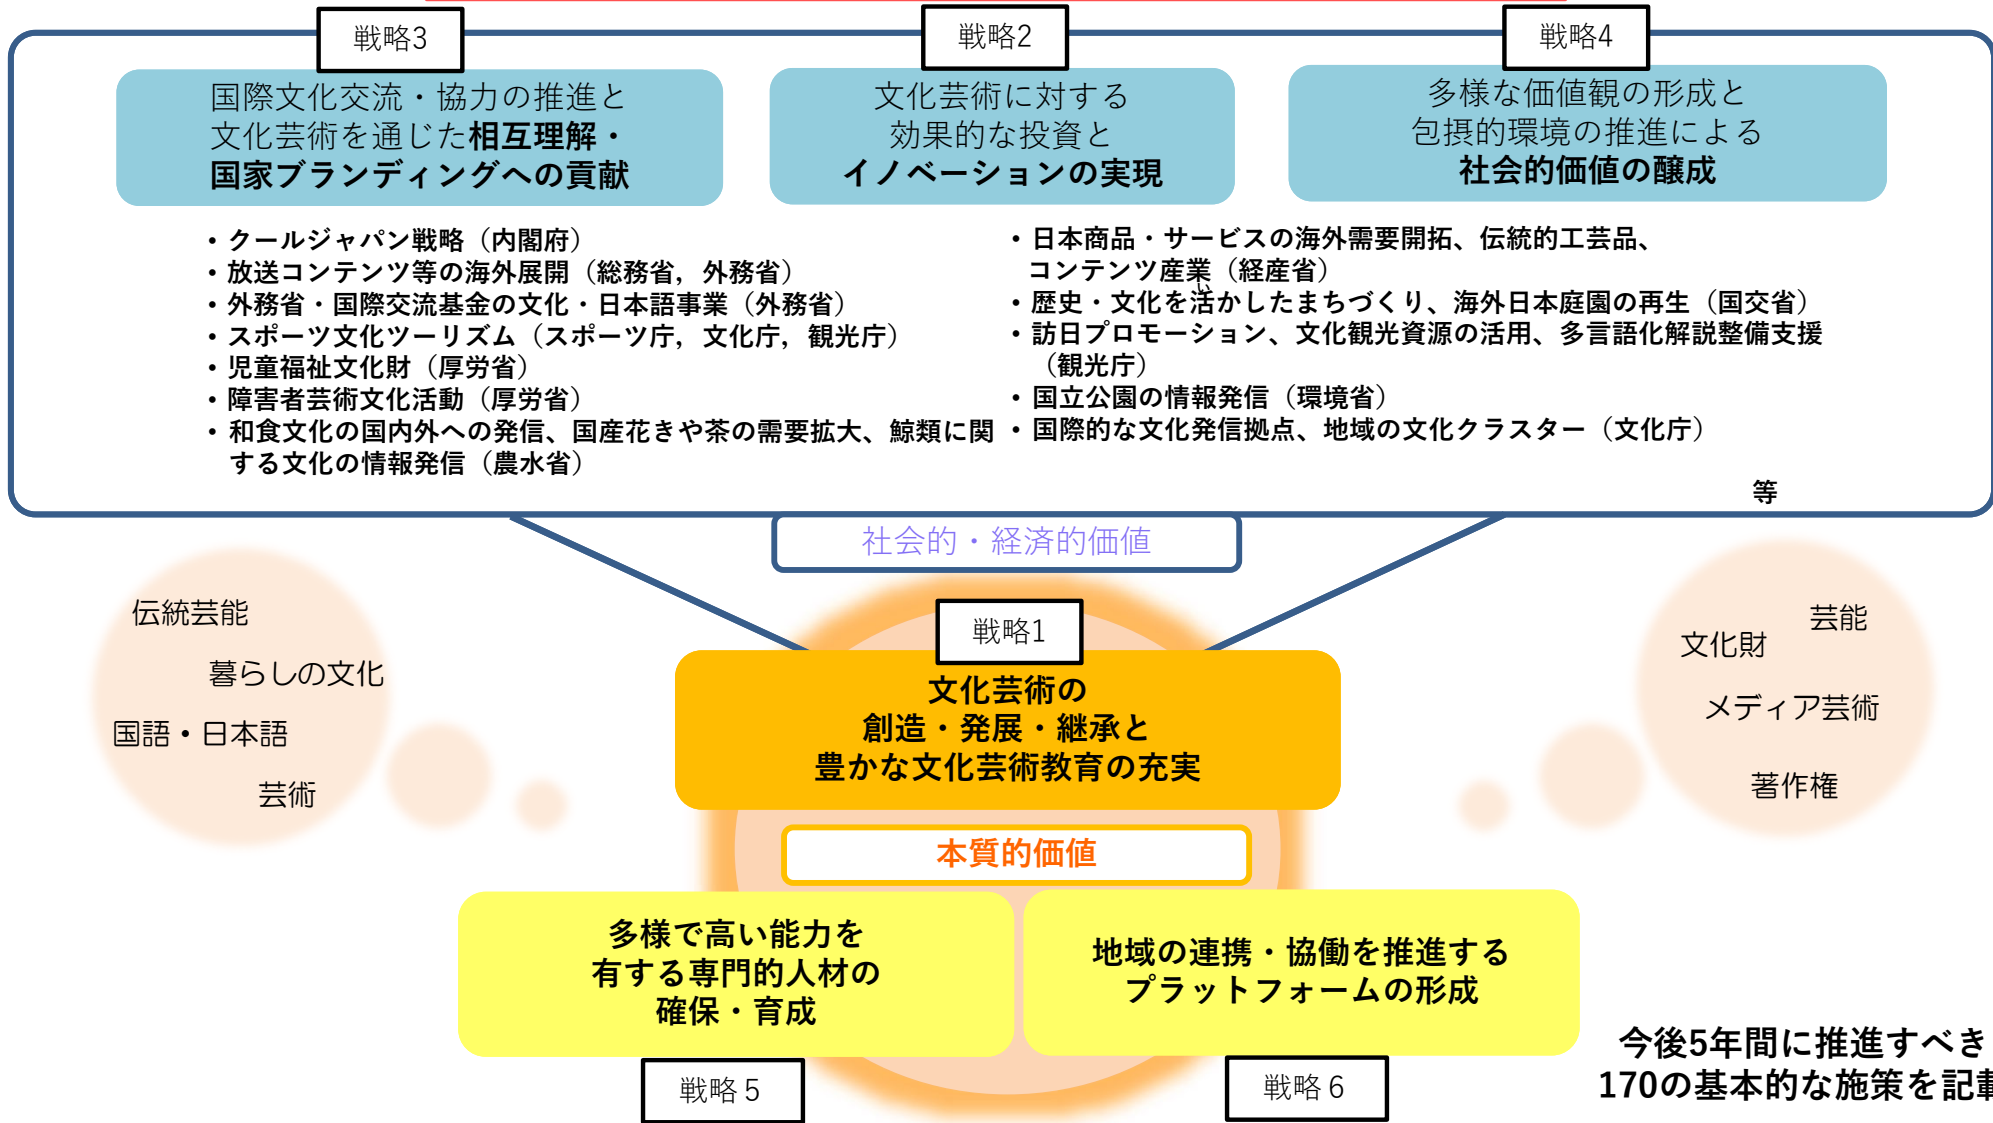 戦略3
国際文化交流・協力の推進と
文化芸術を通じた相互理解・
国家ブランディングへの貢献
戦略2
文化芸術に対する
効果的な投資と
イノベーションの実現
戦略4
多様な価値観の形成と
包摂的環境の推進による
社会的価値の醸成
・クールジャパン戦略（内閣府）
・放送コンテンツ等の海外展開（総務省，外務省）
・外務省・国際交流基金の文化・日本語事業（外務省）
・スポーツ文化ツーリズム（スポーツ庁，文化庁，観光庁）
・児童福祉文化財（厚労省）
・障害者芸術文化活動（厚労省）
・和食文化の国内外への発信、国産花きや茶の需要拡大、鯨類に関
する文化の情報発信（農水省）
・日本商品・サービスの海外需要開拓、伝統的工芸品、
コンテンツ産業（経産省）
い
・歴史・文化を活かしたまちづくり、海外日本庭園の再生（国交省）
・訪日プロモーション、文化観光資源の活用、多言語化解説整備支援
（観光庁）
・国立公園の情報発信（環境省）
・国際的な文化発信拠点、地域の文化クラスター（文化庁）
等
社会的・経済的価値
伝統芸能
暮らしの文化
国語・日本語
芸術
戦略1
文化芸術の
創造・発展・継承と
豊かな文化芸術教育の充実
本質的価値
芸能
文化財
メディア芸術
著作権
多様で高い能力を
有する専門的人材の
確保・育成
戦略５
地域の連携・協働を推進する
プラットフォームの形成
戦略６
今後5年間に推進すべき
170の基本的な施策を記載